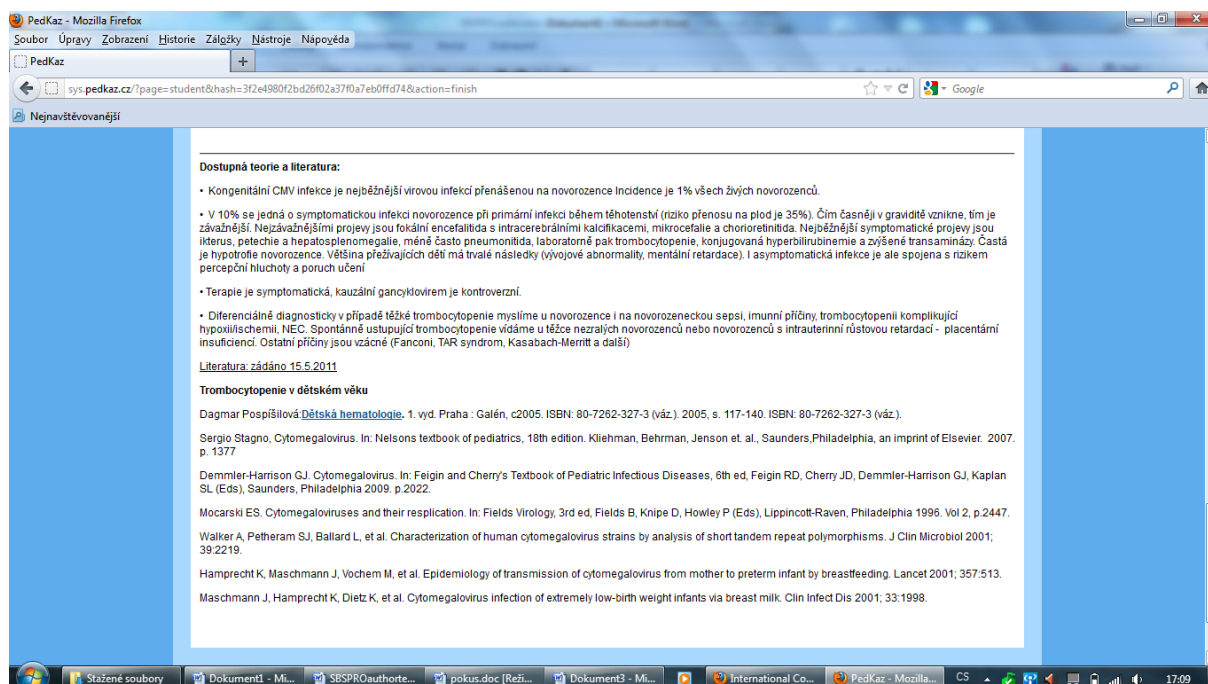 PedKaz - Mozilla Firefox
Soubor Úpravy Zobrazení Historie Záložky Nástroje Nápověda
PedKaz
sys.pedkaz.cz/?page=student&hash=3f2e4980f2bd26f02a37f0a7eb0ffd74&action=finish
Google
Nejnavštěvovanější
Dostupná teorie a literatura:
• Kongenitální CMV infekce je nejběžnější virovou infekcí přenášenou na novorozence Incidence je 1% všech živých novorozenců.
• V 10% se jedná o symptomatickou infekci novorozence při primární infekci během těhotenství (riziko přenosu na plod je 35%). Čím časněji v graviditě vznikne, tím je
závažnější. Nejzávažnějšími projevy jsou fokální encefalitida s intracerebrálními kalcifikacemi, mikrocefalie a chorioretinitida. Nejběžnější symptomatické projevy jsou
ikterus, petechie a hepatosplenomegalie, méně často pneumonitida, laboratorně pak trombocytopenie, konjugovaná hyperbilirubinemie a zvýšené transaminázy. Častá
je hypotrofie novorozence. Většina přežívajících dětí má trvalé následky (vývojové abnormality, mentální retardace). I asymptomatická infekce je ale spojena s rizikem
percepční hluchoty a poruch učení
• Terapie je symptomatická, kauzální gancyklovirem je kontroverzní.
• Diferenciálně diagnosticky v případě těžké trombocytopenie myslíme u novorozence i na novorozeneckou sepsi, imunní příčiny, trombocytopenii komplikující
hypoxii/ischemii, NEC. Spontánně ustupující trombocytopenie vídáme u těžce nezralých novorozenců nebo novorozenců s intrauterinní růstovou retardací - placentární
insuficiencí. Ostatní příčiny jsou vzácné (Fanconi, TAR syndrom, Kasabach-Merritt a další)
Literatura: zádáno 15.5.2011
Trombocytopenie v dětském věku
Dagmar Pospíšilová:Dětská hematologie. 1. vyd. Praha : Galén, c2005. ISBN: 80-7262-327-3 (váz.). 2005, s. 117-140. ISBN: 80-7262-327-3 (váz.).
Sergio Stagno, Cytomegalovirus. In: Nelsons textbook of pediatrics, 18th edition. Kliehman, Behrman, Jenson et. al., Saunders,Philadelphia, an imprint of Elsevier. 2007.
p. 1377
Demmler-Harrison GJ. Cytomegalovirus. In: Feigin and Cherry's Textbook of Pediatric Infectious Diseases, 6th ed, Feigin RD, Cherry JD, Demmler-Harrison GJ, Kaplan
SL (Eds), Saunders, Philadelphia 2009. p.2022.
Mocarski ES. Cytomegaloviruses and their resplication. In: Fields Virology, 3rd ed, Fields B, Knipe D, Howley P (Eds), Lippincott-Raven, Philadelphia 1996. Vol 2, p.2447.
Walker A, Petheram SJ, Ballard L, et al. Characterization of human cytomegalovirus strains by analysis of short tandem repeat polymorphisms. J Clin Microbiol 2001;
39:2219.
Hamprecht K, Maschmann J, Vochem M, et al. Epidemiology of transmission of cytomegalovirus from mother to preterm infant by breastfeeding. Lancet 2001; 357:513.
Maschmann J, Hamprecht K, Dietz K, et al. Cytomegalovirus infection of extremely low-birth weight infants via breast milk. Clin Infect Dis 2001; 33:1998.
Stažené soubory Dokument1 - Mi... SBSPROauthorte... pokus.doc [Reži... Dokument3 - Mi... International Co... PedKaz - Mozilla... CS 17:09